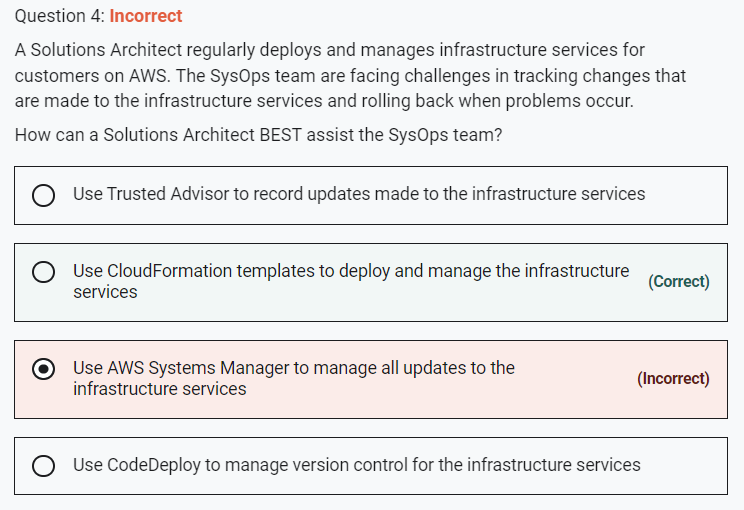 Question 4: Incorrect
A Solutions Architect regularly deploys and manages infrastructure services for
customers on AWS. The SysOps team are facing challenges in tracking changes that
are made to the infrastructure services and rolling back when problems occur.
How can a Solutions Architect BEST assist the SysOps team?
Use Trusted Advisor to record updates made to the infrastructure services
Use CloudFormation templates to deploy and manage the infrastructure
services
(Correct)
Use AWS Systems Manager to manage all updates to the
infrastructure services
(Incorrect)
Use CodeDeploy to manage version control for the infrastructure services